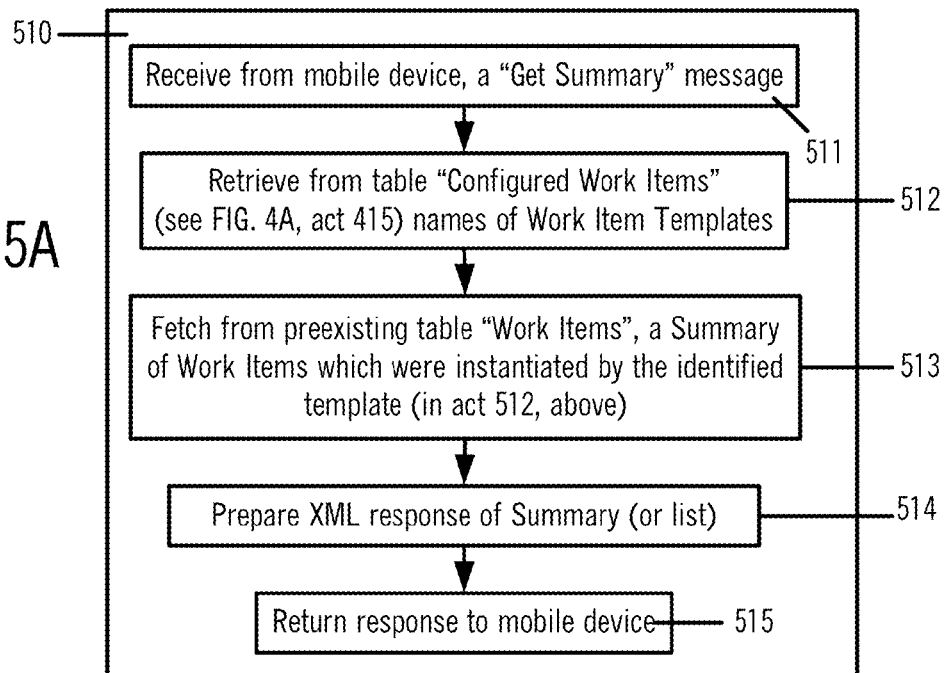 510
Receive from mobile device, a “Get Summary” message
511
Retrieve from table “Configured Work Items”
(see FIG. 4A, act 415) names of Work Item Templates
512
5A
Fetch from preexisting table “Work Items”, a Summary
of Work Items which were instantiated by the identified
template (in act 512, above)
513
Prepare XML response of Summary (or list)
514
Return response to mobile device
515